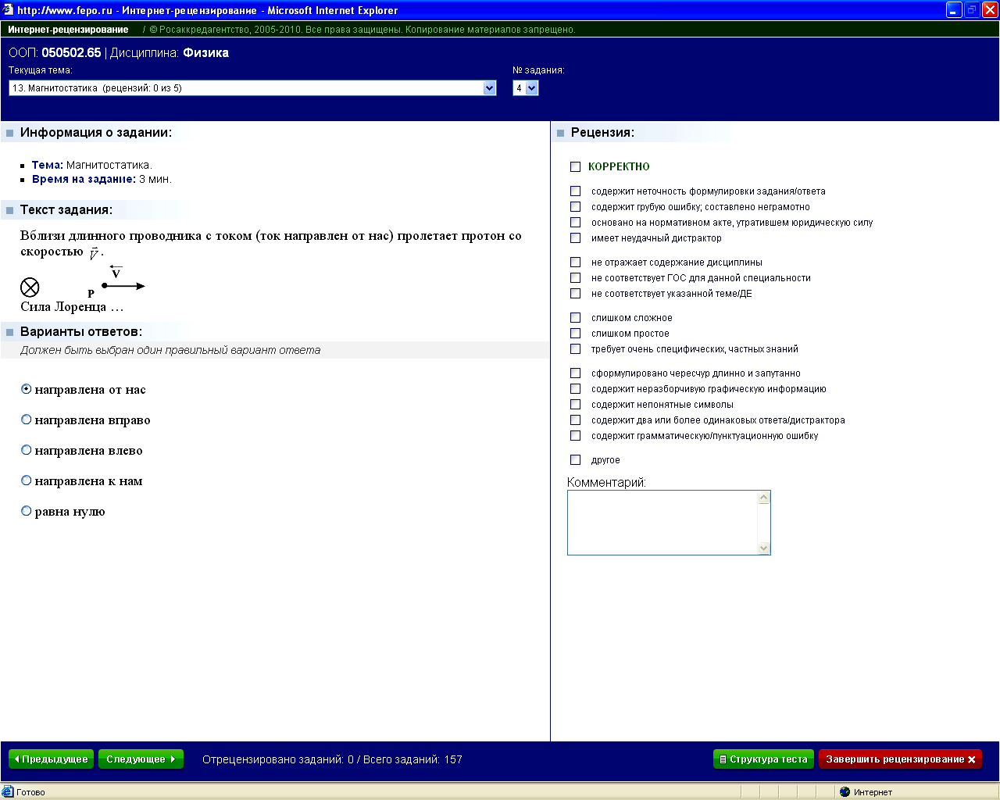 http://www.fepo.ru - Интернет-рецензирование - Microsoft Internet Explorer
Интернет-рецензирование / © Росаккредагентство, 2005-2010. Все права защищены. Копирование материалов запрещено.
ООП: 050502.65 | Дисциплина: Физика
Текущая тема: № задания:
13. Магнитостатика (рецензий: 0 из 5) 4
Информация о задании:
Тема: Магнитостатика.
Время на задание: 3 мин.
Текст задания:
Вблизи длинного проводника с током (ток направлен от нас) пролетает протон со
скоростью V.
V
P
Сила Лоренца …
Варианты ответов:
Должен быть выбран один правильный вариант ответа
направлена от нас
направлена вправо
направлена влево
направлена к нам
равна нулю
Рецензия:
КОРРЕКТНО
содержит неточность формулировки задания/ответа
содержит грубую ошибку; составлено неграмотно
основано на нормативном акте, утратившем юридическую силу
имеет неудачный дистрактор
не отражает содержание дисциплины
не соответствует ГОС для данной специальности
не соответствует указанной теме/ДЕ
слишком сложное
слишком простое
требует очень специфических, частных знаний
сформулировано чересчур длинно и запутанно
содержит неразборчивую графическую информацию
содержит непонятные символы
содержит два или более одинаковых ответа/дистрактора
содержит грамматическую/пунктуационную ошибку
другое
Комментарий:
Предыдущее Следующее Отрецензировано заданий: 0 / Всего заданий: 157 Структура теста Завершить рецензирование
Готово Интернет